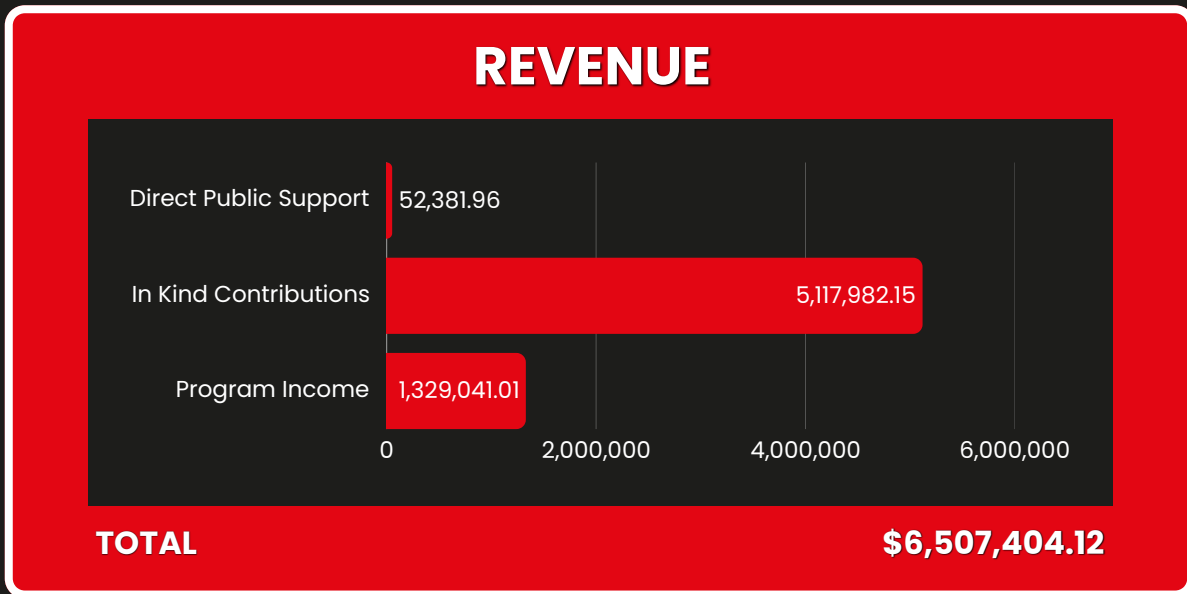 REVENUE
Direct Public Support 52,381.96
In Kind Contributions 5,117,982.15
Program Income 1,329,041.01
0 2,000,000 4,000,000 6,000,000
TOTAL $6,507,404.12